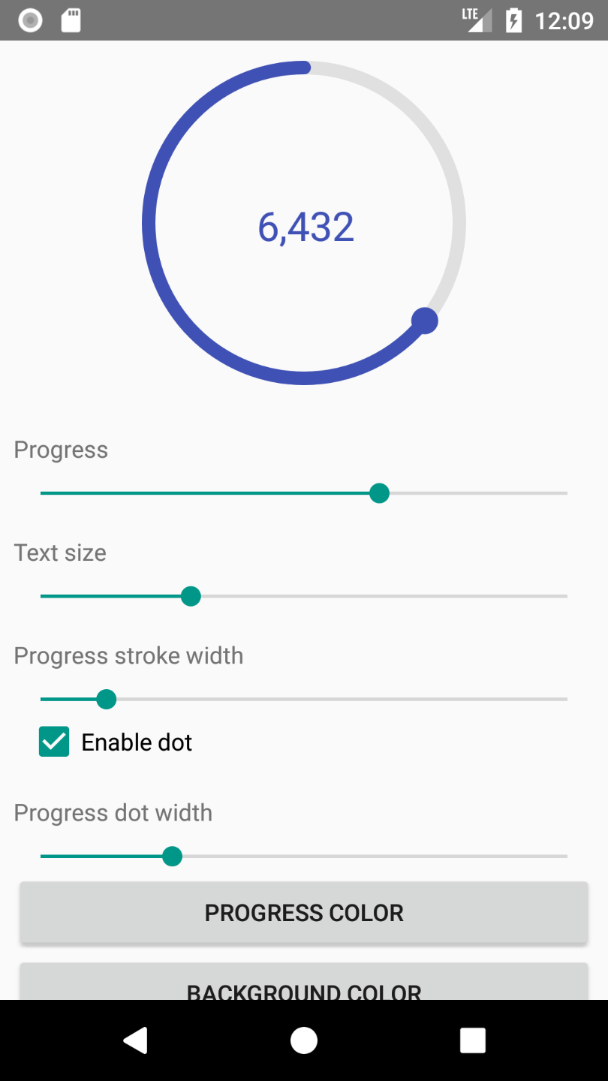 LTE 12:09
6,432
Progress
Text size
Progress stroke width
Enable dot
Progress dot width
PROGRESS COLOR
BACKGROUND COLOR